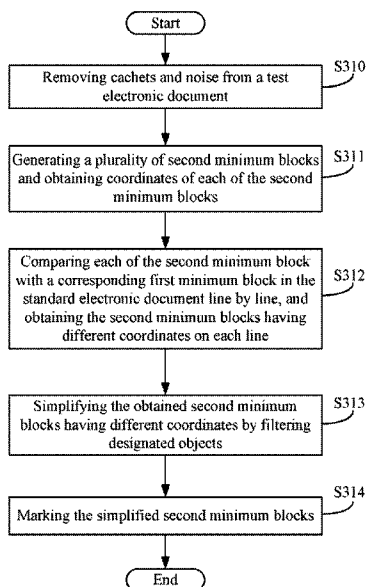 Start
S310
Removing cachets and noise from a test
electronic document
S311
Generating a plurality of second minimum blocks
and obtaining coordinates of each of the second
minimum blocks
S312
Comparing each of the second minimum block
with a corresponding first minimum block in the
standard electronic document line by line, and
obtaining the second minimum blocks having
different coordinates on each line
S313
Simplifying the obtained second minimum
blocks having different coordinates by filtering
designated objects
S314
Marking the simplified second minimum blocks
End